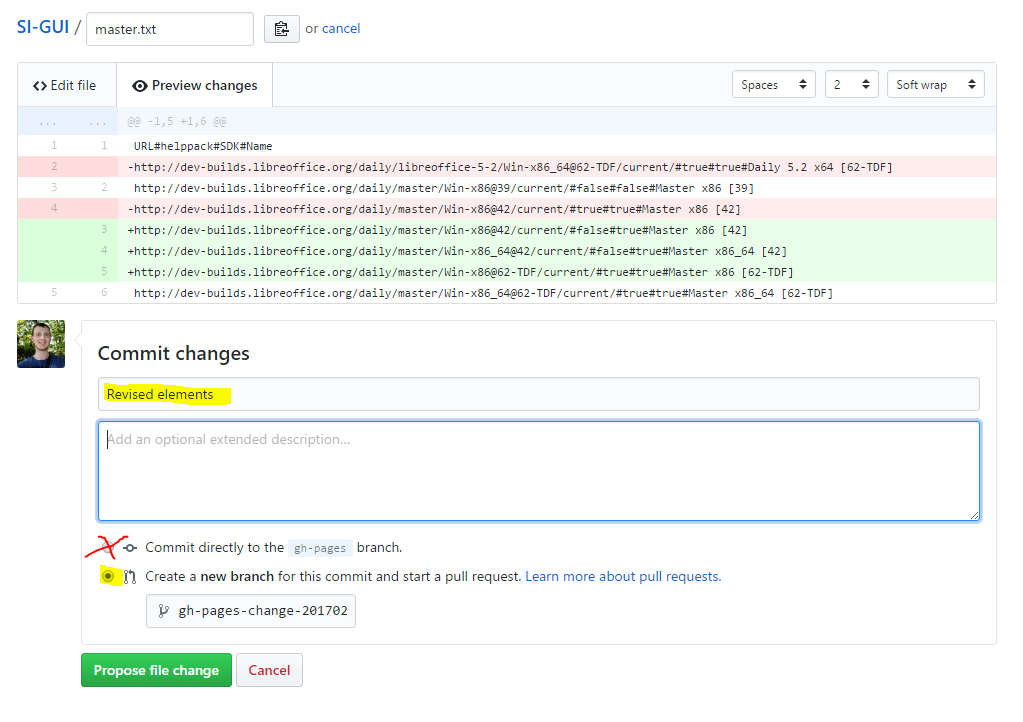 SI-GUI / master.txt or cancel
Edit file Preview changes Spaces 2 Soft wrap
... ... @@ -1,5 +1,6 @@
1 1 URL#helppack#SDK#Name
2 -http://dev-builds.libreoffice.org/daily/libreoffice-5-2/Win-x86_64@62-TDF/current/#true#true#Daily 5.2 x64 [62-TDF]
3 2 http://dev-builds.libreoffice.org/daily/master/Win-x86@39/current/#false#false#Master x86 [39]
4 -http://dev-builds.libreoffice.org/daily/master/Win-x86@42/current/#true#true#Master x86 [42]
3 +http://dev-builds.libreoffice.org/daily/master/Win-x86@42/current/#false#true#Master x86 [42]
4 +http://dev-builds.libreoffice.org/daily/master/Win-x86_64@42/current/#false#true#Master x86_64 [42]
5 +http://dev-builds.libreoffice.org/daily/master/Win-x86@62-TDF/current/#true#true#Master x86 [62-TDF]
5 6 http://dev-builds.libreoffice.org/daily/master/Win-x86_64@62-TDF/current/#true#true#Master x86_64 [62-TDF]
Commit changes
Revised elements
Add an optional extended description...
Commit directly to the gh-pages branch.
Create a new branch for this commit and start a pull request. Learn more about pull requests.
gh-pages-change-201702
Propose file change Cancel